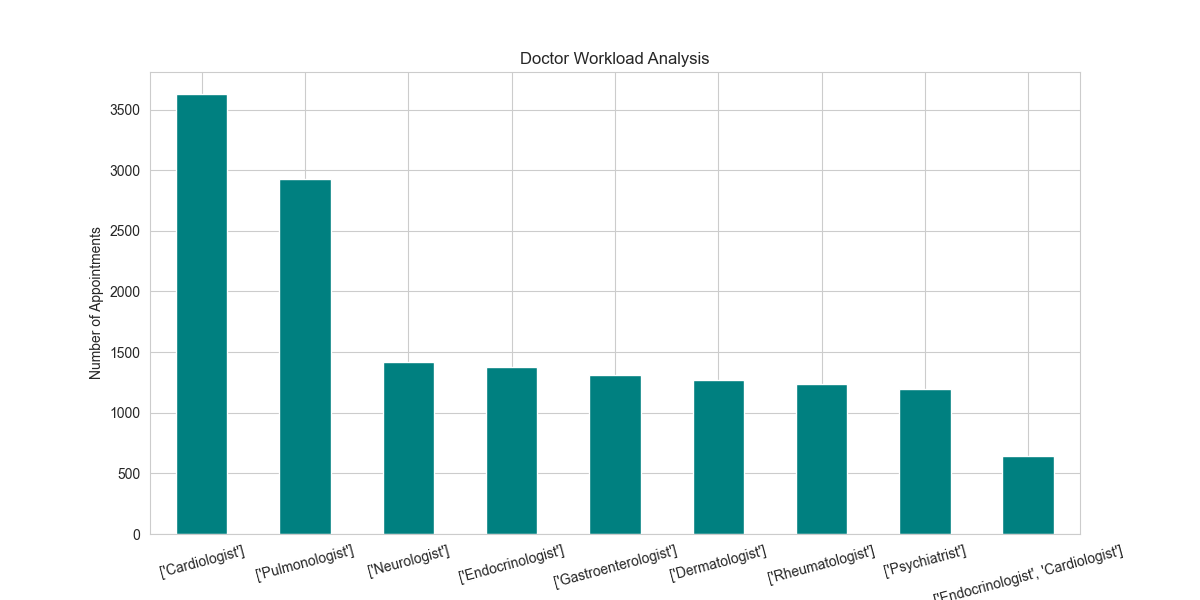 Doctor Workload Analysis
Number of Appointments
3500
3000
2500
2000
1500
1000
500
0
['Cardiologist']
['Pulmonologist']
['Neurologist']
['Endocrinologist']
['Gastroenterologist']
['Dermatologist']
['Rheumatologist']
['Psychiatrist']
['Endocrinologist', 'Cardiologist']